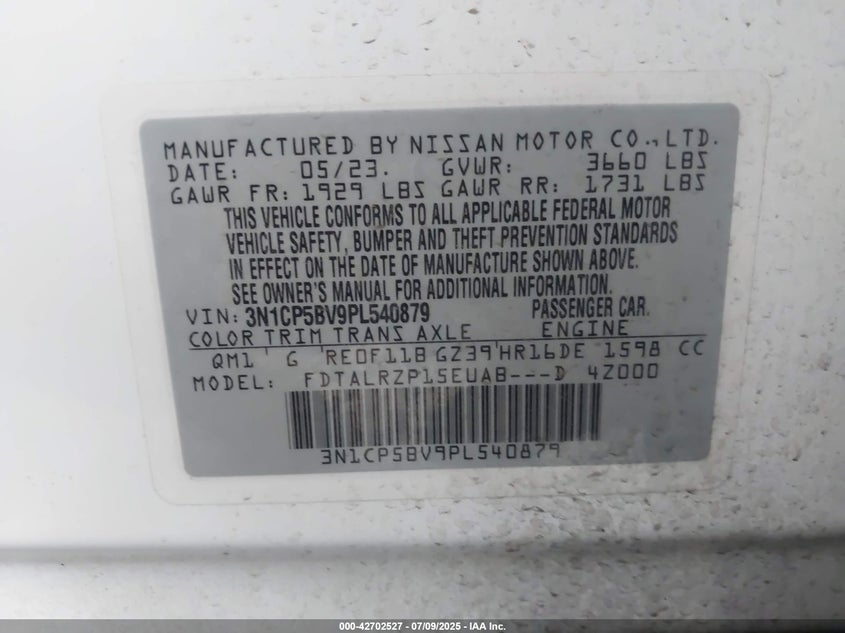 MANUFACTURED BY NISSAN MOTOR CO., LTD.
DATE: 05/23. GVWR: 3660 LBS
GAWR FR: 1929 LBS GAWR RR: 1731 LBS
THIS VEHICLE CONFORMS TO ALL APPLICABLE FEDERAL MOTOR
VEHICLE SAFETY, BUMPER AND THEFT PREVENTION STANDARDS
IN EFFECT ON THE DATE OF MANUFACTURE SHOWN ABOVE.
SEE OWNER'S MANUAL FOR ADDITIONAL INFORMATION.
VIN: 3N1CP5BV9PL540879 PASSENGER CAR.
COLOR TRIM TRANS AXLE ENGINE
QM1 G RE0F11B GZ39 HR16DE 1598 CC
MODEL: FDTALRZP15EUAB---D 4Z000
3N1CP5BV9PL540879
000-42702527 - 07/09/2025 - IAA Inc.